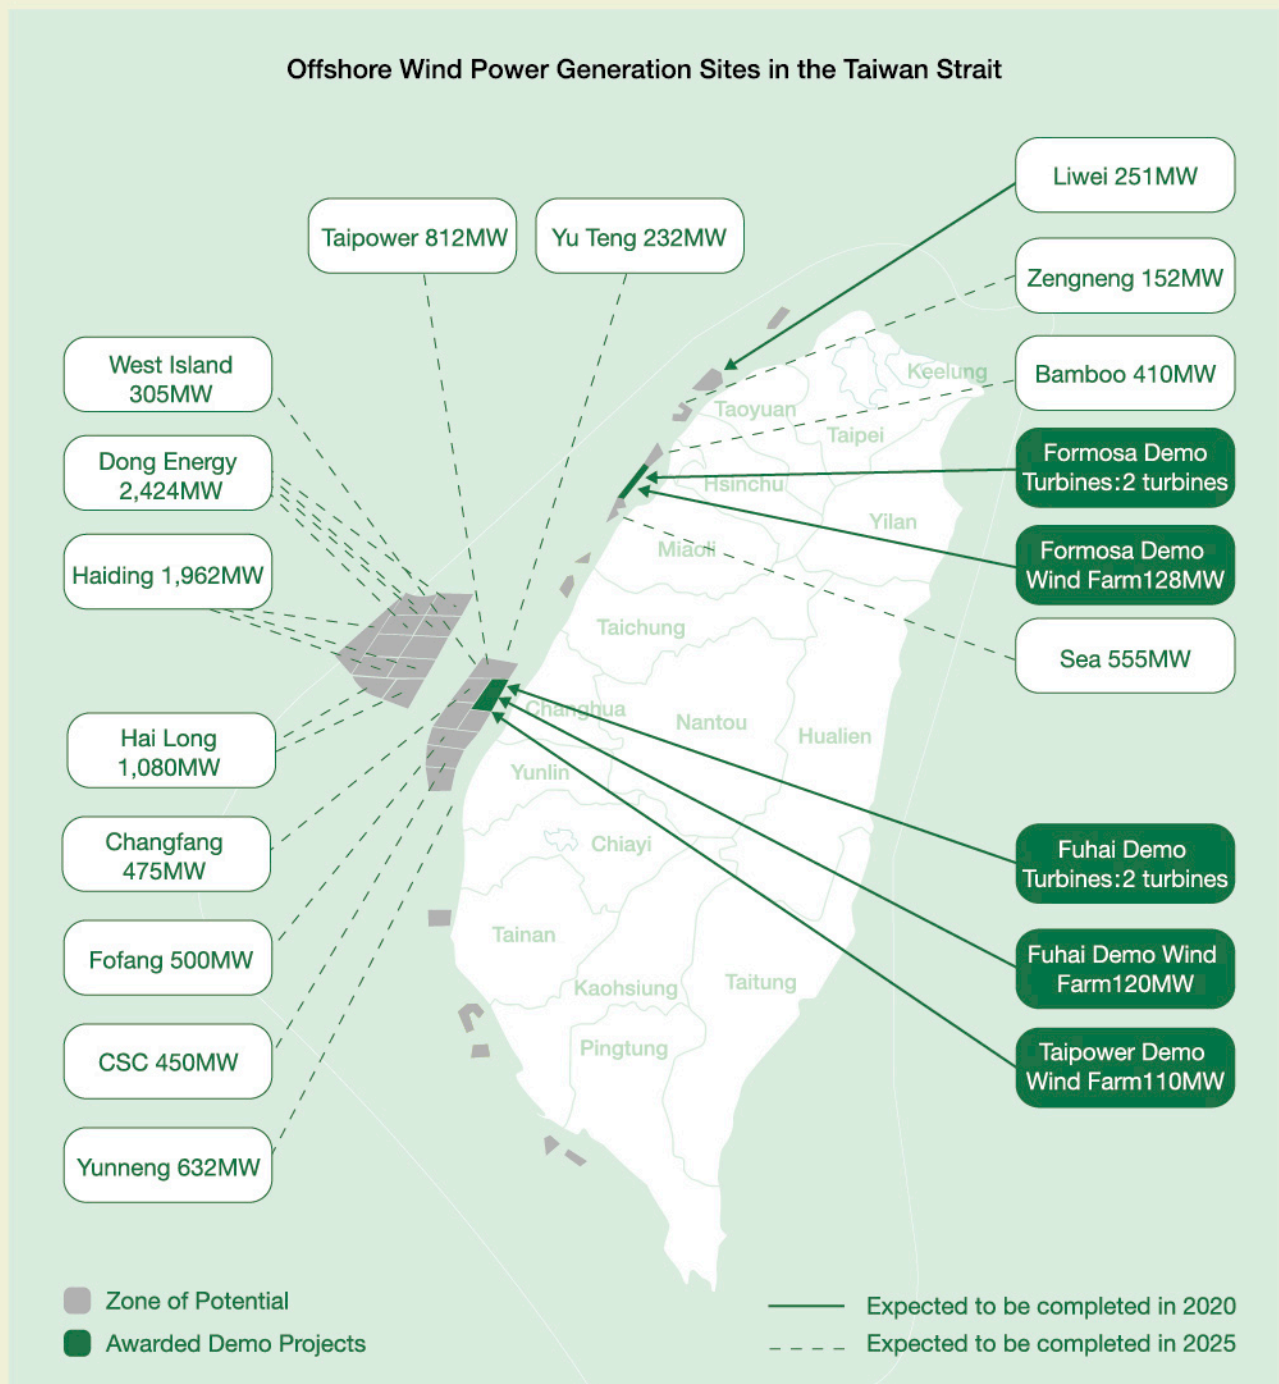 Offshore Wind Power Generation Sites in the Taiwan Strait
Taipower 812MW
Yu Teng 232MW
West Island
305MW
Dong Energy
2,424MW
Haiding 1,962MW
Hai Long
1,080MW
Changfang
475MW
Fofang 500MW
CSC 450MW
Yunneng 632MW
Liwei 251MW
Zengneng 152MW
Bamboo 410MW
Formosa Demo
Turbines:2 turbines
Formosa Demo
Wind Farm128MW
Sea 555MW
Fuhai Demo
Turbines:2 turbines
Fuhai Demo Wind
Farm120MW
Taipower Demo
Wind Farm110MW
Keelung
Taoyuan
Taipei
Hsinchu
Yilan
Miaoli
Taichung
Changhua
Nantou
Hualien
Yunlin
Chiayi
Tainan
Kaohsiung
Taitung
Pingtung
Zone of Potential
Awarded Demo Projects
Expected to be completed in 2020
Expected to be completed in 2025